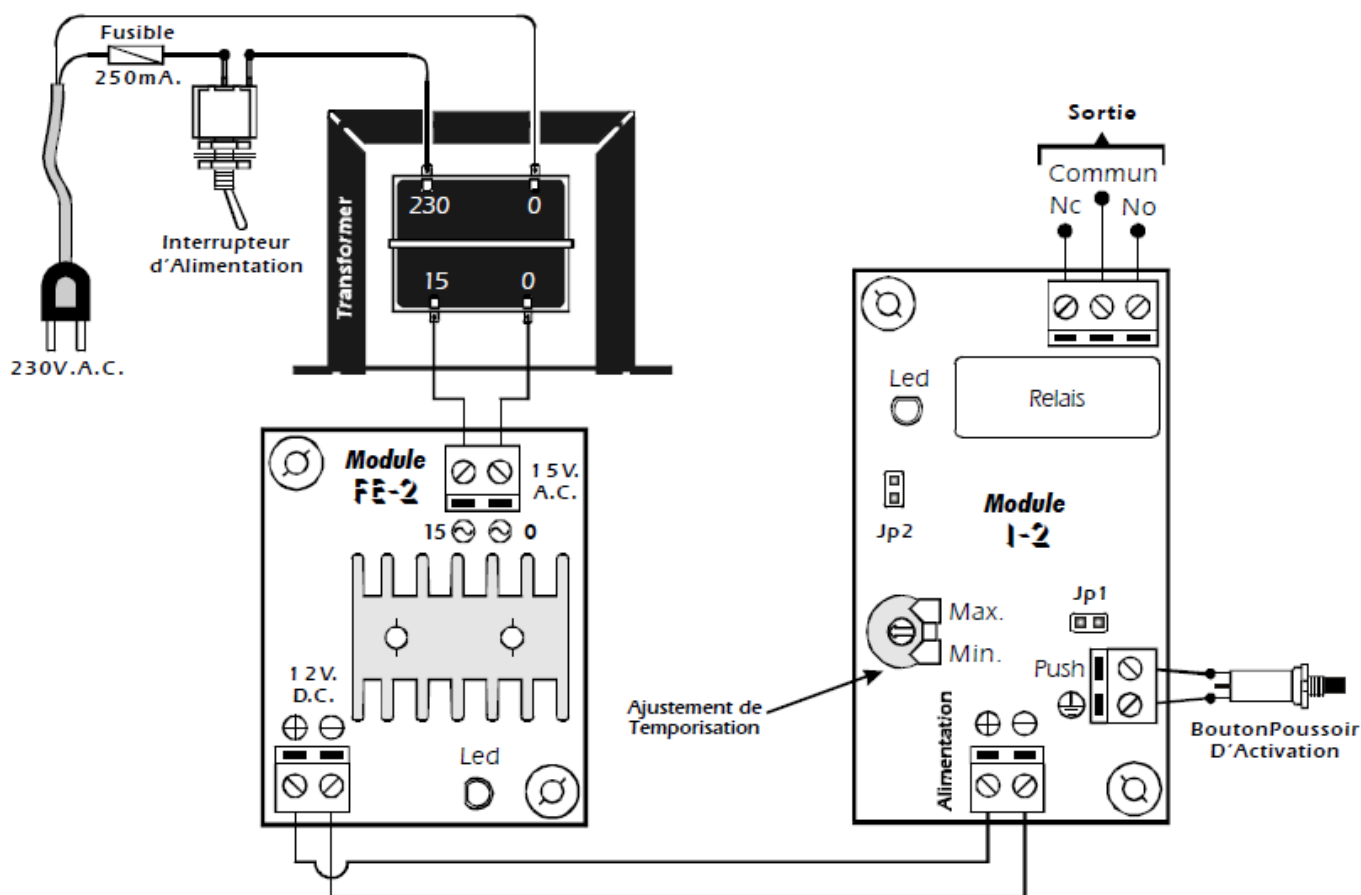 Fusible
250mA.
Interrupteur
d'Alimentation
230V.A.C.
Transformer
230 0
15 0
Module
FE-2
15V.
A.C.
15 0
12V.
D.C.
Led
Sortie
Commun
Nc No
Led
Relais
Jp2
Module
I-2
Jp1
Max.
Min.
Push
Ajustement de
Temporisation
Alimentation
BoutonPoussoir
D'Activation